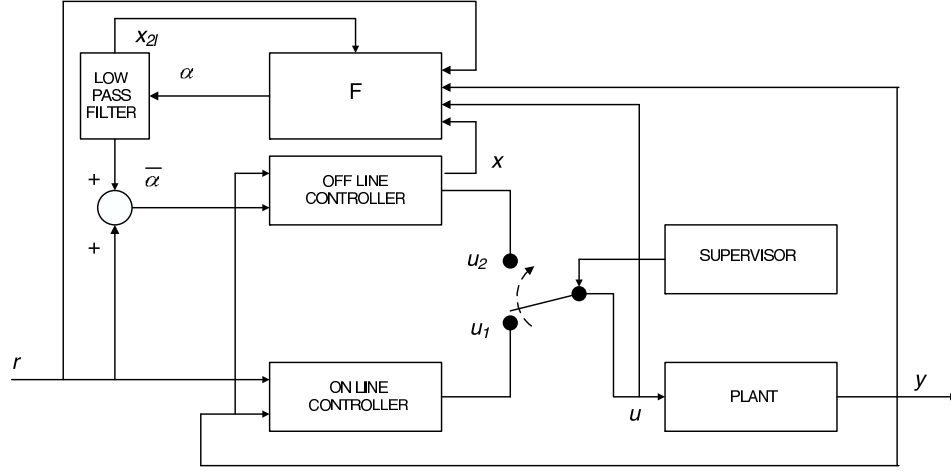 x2l
LOW
PASS
FILTER
α
F
x
+
α̅
OFF LINE
CONTROLLER
+
u2
SUPERVISOR
u1
r
ON LINE
CONTROLLER
u
PLANT
y